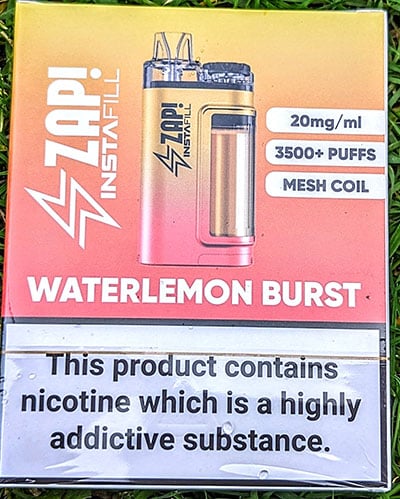 ZAP!
INSTAFILL
ZAP!
INSTAFILL
20mg/ml
3500+ PUFFS
MESH COIL
WATERLEMON BURST
This product contains
nicotine which is a highly
addictive substance.